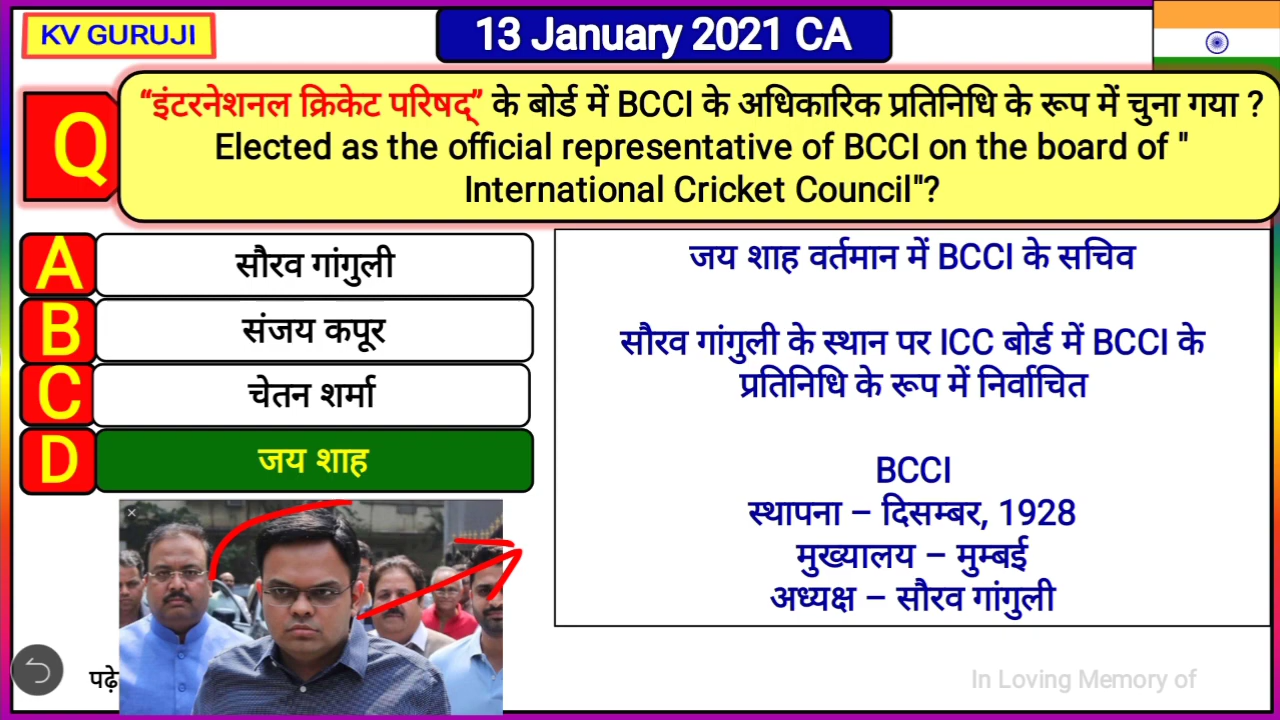 KV GURUJI
13 January 2021 CA
Q
“इंटरनेशनल क्रिकेट परिषद्” के बोर्ड में BCCI के अधिकारिक प्रतिनिधि के रूप में चुना गया ?
Elected as the official representative of BCCI on the board of "
International Cricket Council"?
A सौरव गांगुली
B संजय कपूर
C चेतन शर्मा
D जय शाह
जय शाह वर्तमान में BCCI के सचिव
सौरव गांगुली के स्थान पर ICC बोर्ड में BCCI के
प्रतिनिधि के रूप में निर्वाचित
BCCI
स्थापना – दिसम्बर, 1928
मुख्यालय – मुम्बई
अध्यक्ष – सौरव गांगुली
पढ़े
In Loving Memory of